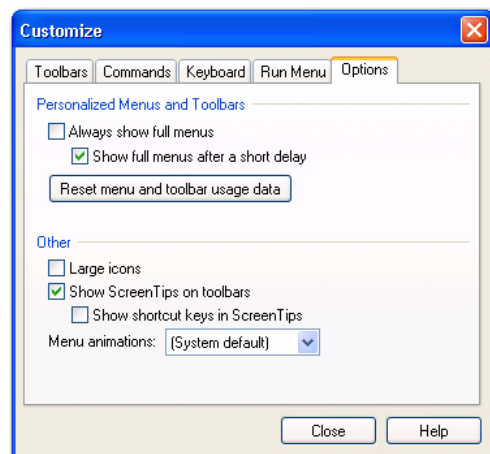 Customize
Toolbars Commands Keyboard Run Menu Options
Personalized Menus and Toolbars
Always show full menus
Show full menus after a short delay
Reset menu and toolbar usage data
Other
Large icons
Show ScreenTips on toolbars
Show shortcut keys in ScreenTips
Menu animations: (System default)
Close Help